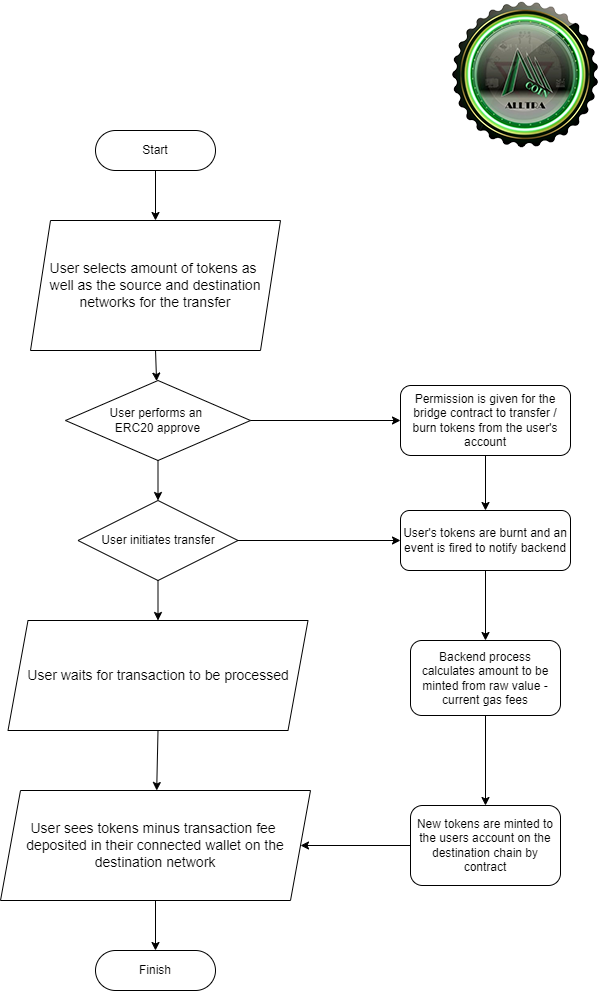 COIN
ALLTRA
Start
User selects amount of tokens as
well as the source and destination
networks for the transfer
User performs an
ERC20 approve
Permission is given for the
bridge contract to transfer /
burn tokens from the user's
account
User initiates transfer
User's tokens are burnt and an
event is fired to notify backend
User waits for transaction to be processed
Backend process
calculates amount to be
minted from raw value -
current gas fees
User sees tokens minus transaction fee
deposited in their connected wallet on the
destination network
New tokens are minted to
the users account on the
destination chain by
contract
Finish